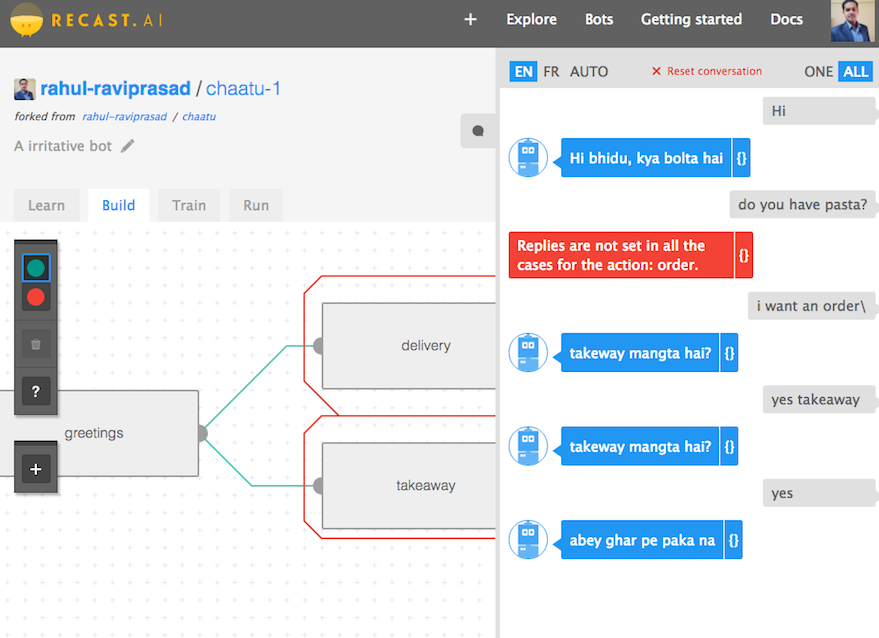 RECAST.AI
+ Explore Bots Getting started Docs
rahul-raviprasad / chaatu-1
forked from rahul-raviprasad / chaatu
A irritative bot
Learn Build Train Run
?
+
greetings
delivery
takeaway
EN FR AUTO × Reset conversation ONE ALL
Hi
Hi bhidu, kya bolta hai {}
do you have pasta?
Replies are not set in all the
cases for the action: order. {}
i want an order\
takeway mangta hai? {}
yes takeaway
takeway mangta hai? {}
yes
abey ghar pe paka na {}